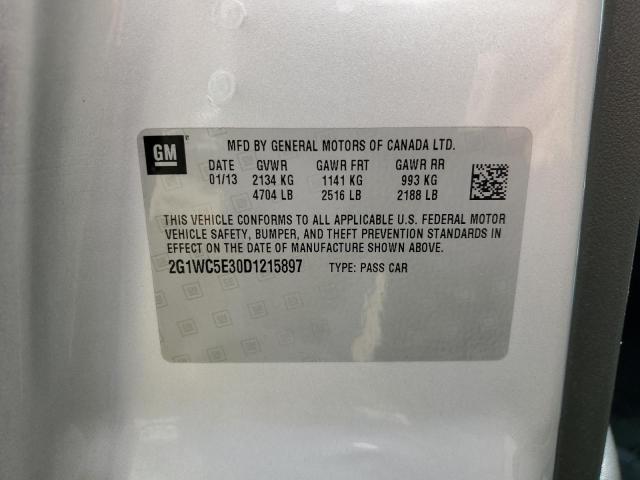 GM
MFD BY GENERAL MOTORS OF CANADA LTD.
DATE GVWR GAWR FRT GAWR RR
01/13 2134 KG 1141 KG 993 KG
4704 LB 2516 LB 2188 LB
THIS VEHICLE CONFORMS TO ALL APPLICABLE U.S. FEDERAL MOTOR
VEHICLE SAFETY, BUMPER, AND THEFT PREVENTION STANDARDS IN
EFFECT ON THE DATE OF MANUFACTURE SHOWN ABOVE.
2G1WC5E30D1215897 TYPE: PASS CAR